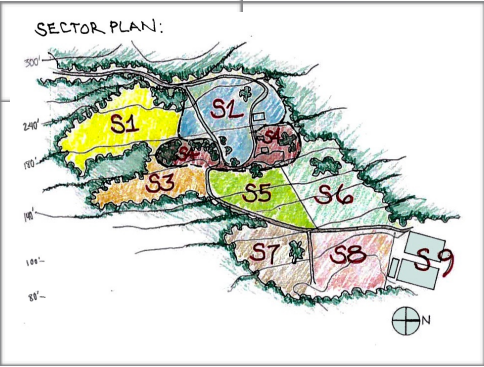 SECTOR PLAN:
300'
240'
180'
140'
100'
80'
S1
S2
S4
S4
S3
S5
S6
S7
S8
S9
N